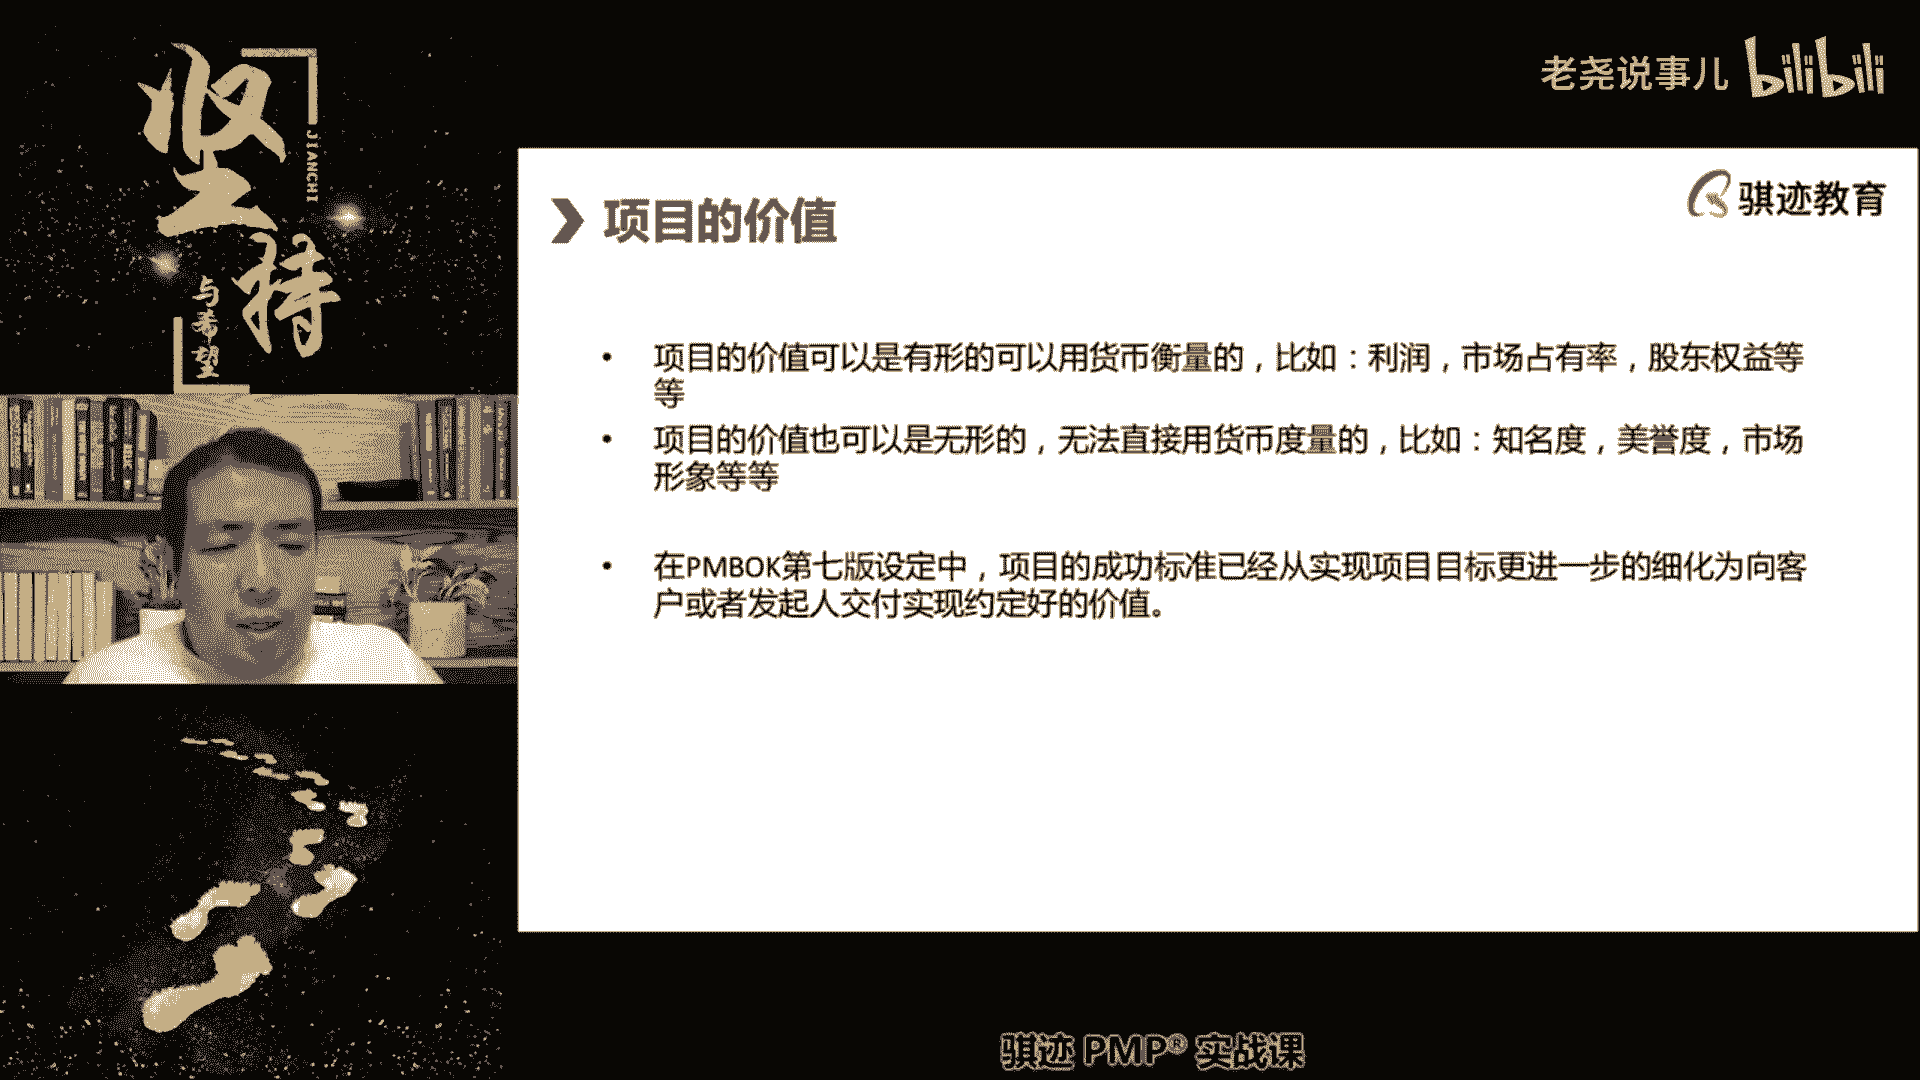 坚持
JIANCHI
与希望
老尧说事儿 bilibili
骐迹教育
项目的价值
• 项目的价值可以是有形的可以用货币衡量的，比如：利润，市场占有率，股东权益等
等
• 项目的价值也可以是无形的，无法直接用货币度量的，比如：知名度，美誉度，市场
形象等等
• 在PMBOK第七版设定中，项目的成功标准已经从实现项目目标更进一步的细化为向客
户或者发起人交付实现约定好的价值。
骐迹 PMP® 实战课